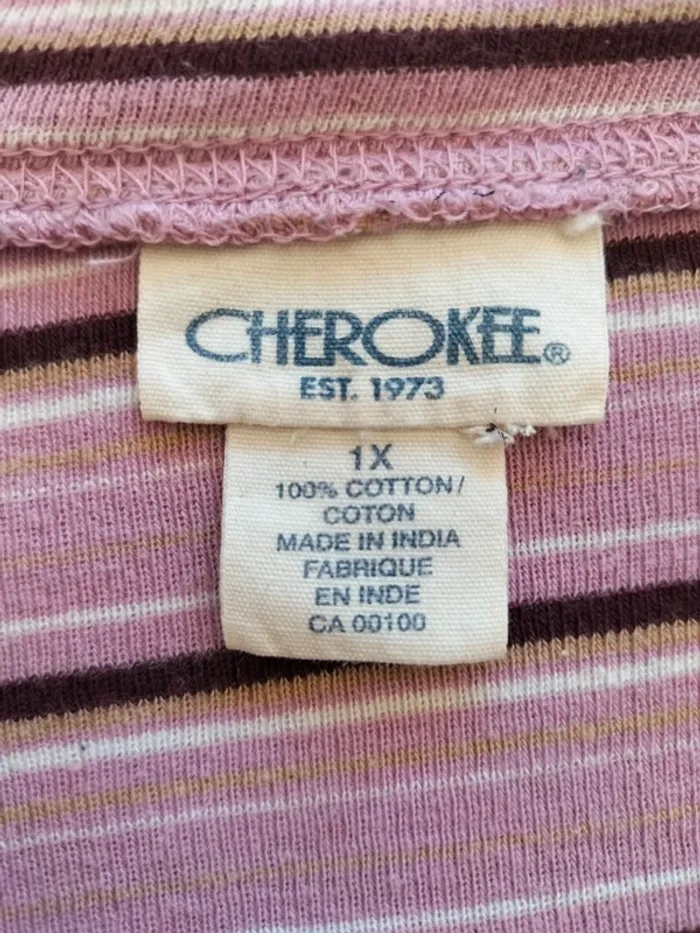 CHEROKEE®
EST. 1973
1X
100% COTTON/
COTON
MADE IN INDIA
FABRIQUE
EN INDE
CA 00100